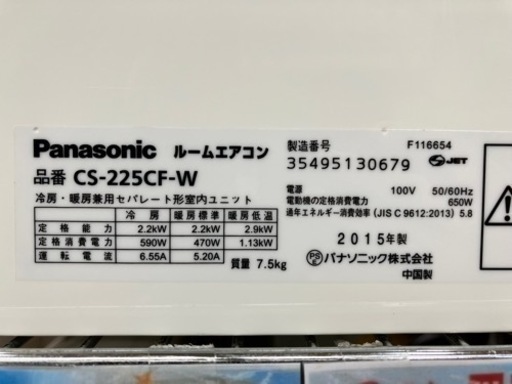 Panasonic ルームエアコン
品番 CS-225CF-W
冷房・暖房兼用セパレート形室内ユニット
冷房 暖房標準 暖房低温
定格能力 2.2kW 2.2kW 2.9kW
定格消費電力 590W 470W 1.13kW
運転電流 6.55A 5.20A
質量 7.5kg
製造番号 F116654
35495130679 JET
電源 100V 50/60Hz
電動機の定格消費電力 650W
通年エネルギー消費効率(JIS C 9612:2013) 5.8
2015年製
PS E パナソニック株式会社
中国製